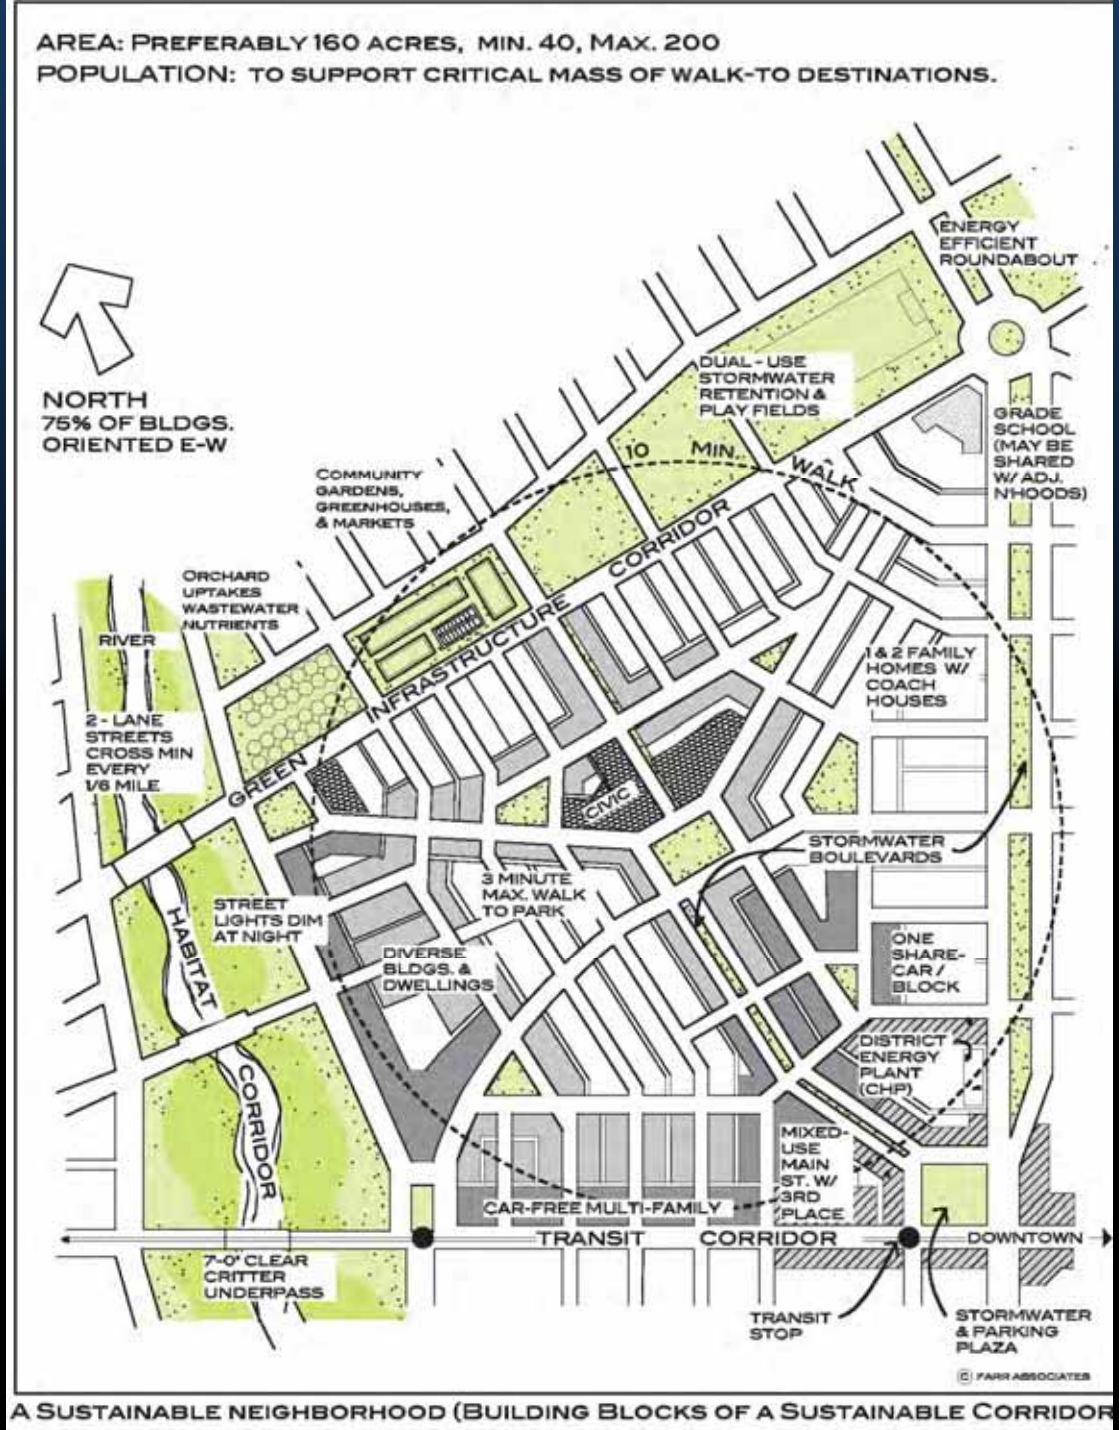 AREA: PREFERABLY 160 ACRES, MIN. 40, MAX. 200
POPULATION: TO SUPPORT CRITICAL MASS OF WALK-TO DESTINATIONS.
ENERGY
EFFICIENT
ROUNDABOUT
NORTH
75% OF BLDGS.
ORIENTED E-W
DUAL - USE
STORMWATER
RETENTION &
PLAY FIELDS
GRADE
SCHOOL
(MAY BE
SHARED
W/ ADJ.
N'HOODS)
10 MIN. WALK
COMMUNITY
GARDENS,
GREENHOUSES,
& MARKETS
ORCHARD
UPTAKES
WASTEWATER
NUTRIENTS
RIVER
GREEN INFRASTRUCTURE CORRIDOR
1 & 2 FAMILY
HOMES W/
COACH
HOUSES
2 - LANE
STREETS
CROSS MIN
EVERY
1/6 MILE
CIVIC
STORMWATER
BOULEVARDS
3 MINUTE
MAX. WALK
TO PARK
STREET
LIGHTS DIM
AT NIGHT
HABITAT CORRIDOR
DIVERSE
BLDGS. &
DWELLINGS
ONE
SHARE-
CAR /
BLOCK
DISTRICT
ENERGY
PLANT
(CHP)
MIXED-
USE
MAIN
ST. W/
3RD
PLACE
CAR-FREE MULTI-FAMILY
TRANSIT CORRIDOR
DOWNTOWN
7'-0" CLEAR
CRITTER
UNDERPASS
TRANSIT
STOP
STORMWATER
& PARKING
PLAZA
© FARR ASSOCIATES
A SUSTAINABLE NEIGHBORHOOD (BUILDING BLOCKS OF A SUSTAINABLE CORRIDOR